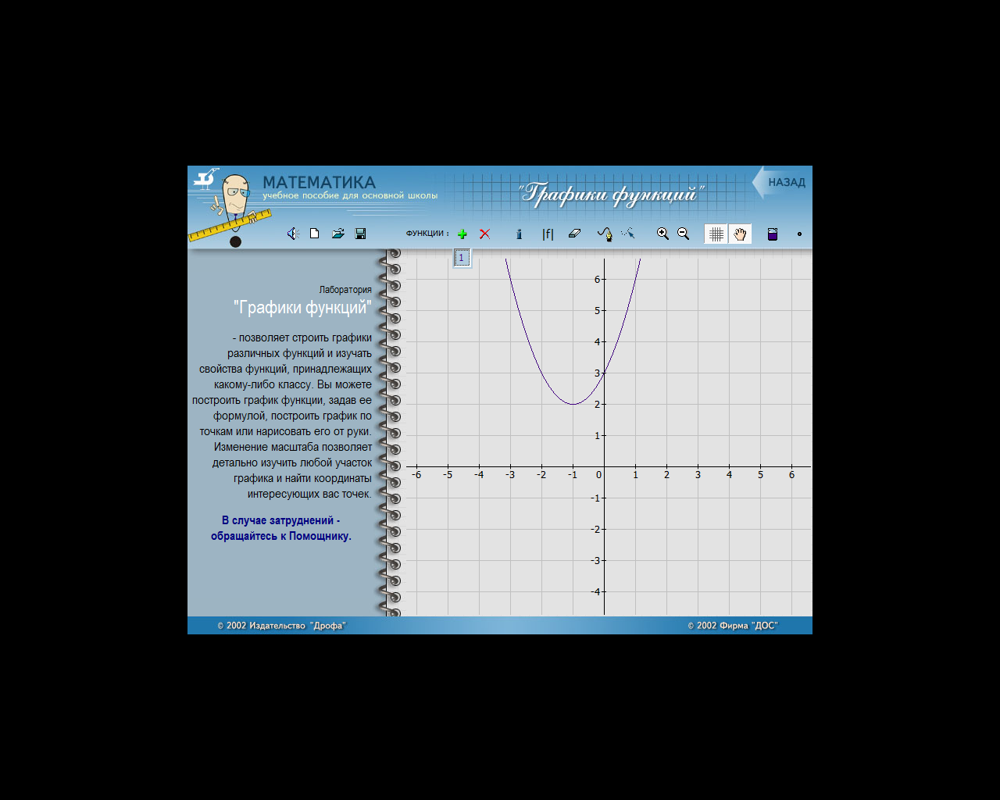 МАТЕМАТИКА
учебное пособие для основной школы
"Графики функций"
НАЗАД
ФУНКЦИИ :
|f|
1
Лаборатория
"Графики функций"
- позволяет строить графики
различных функций и изучать
свойства функций, принадлежащих
какому-либо классу. Вы можете
построить график функции, задав ее
формулой, построить график по
точкам или нарисовать его от руки.
Изменение масштаба позволяет
детально изучить любой участок
графика и найти координаты
интересующих вас точек.
В случае затруднений -
обращайтесь к Помощнику.
6
5
4
3
2
1
-6 -5 -4 -3 -2 -1 0 1 2 3 4 5 6
-1
-2
-3
-4
© 2002 Издательство "Дрофа"
© 2002 Фирма "ДОС"